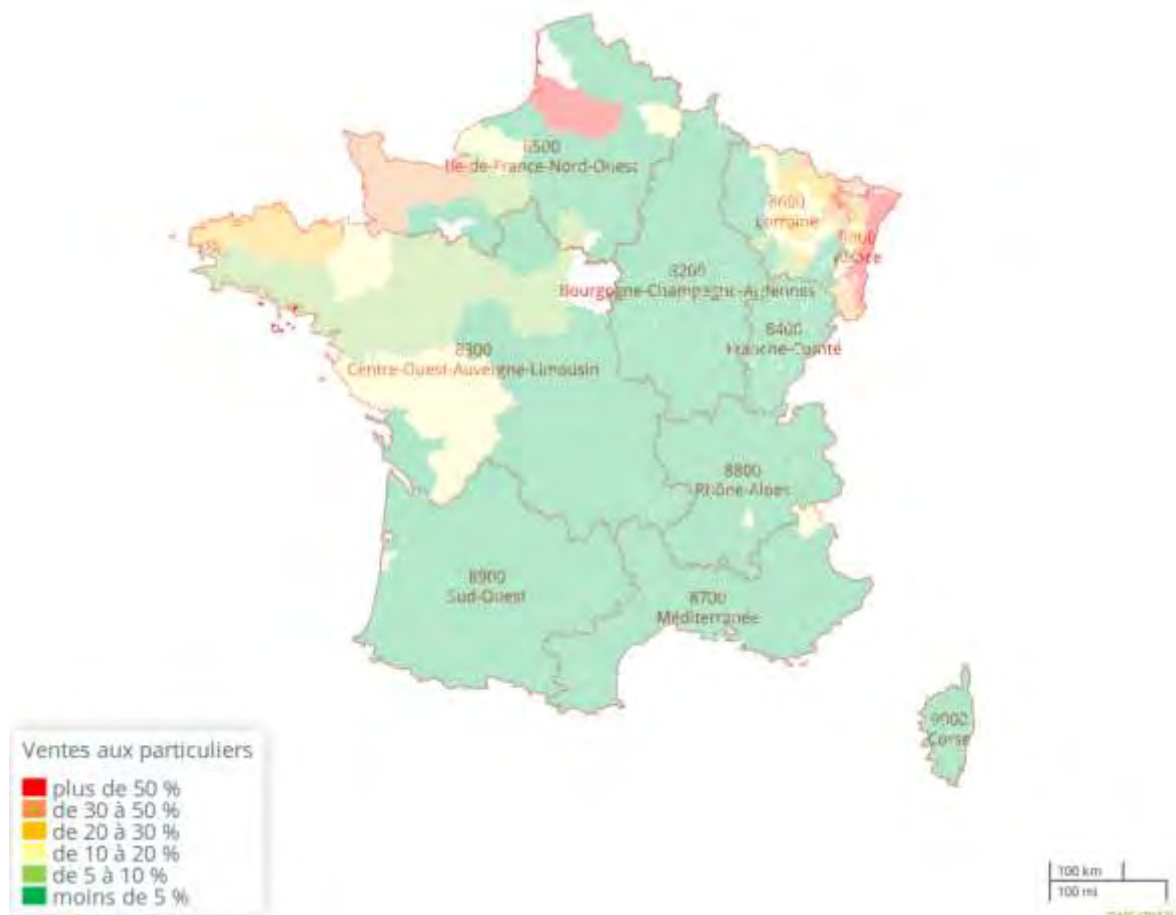 8500
Ile-de-France-Nord-Ouest
8600
Lorraine
Alsace
8200
Bourgogne-Champagne-Ardennes
8400
Franche-Comté
8300
Centre-Ouest-Auvergne-Limousin
8800
Rhône-Alpes
8900
Sud-Ouest
8700
Méditerranée
9000
Corse
Ventes aux particuliers
plus de 50 %
de 30 à 50 %
de 20 à 30 %
de 10 à 20 %
de 5 à 10 %
moins de 5 %
100 km
100 mi